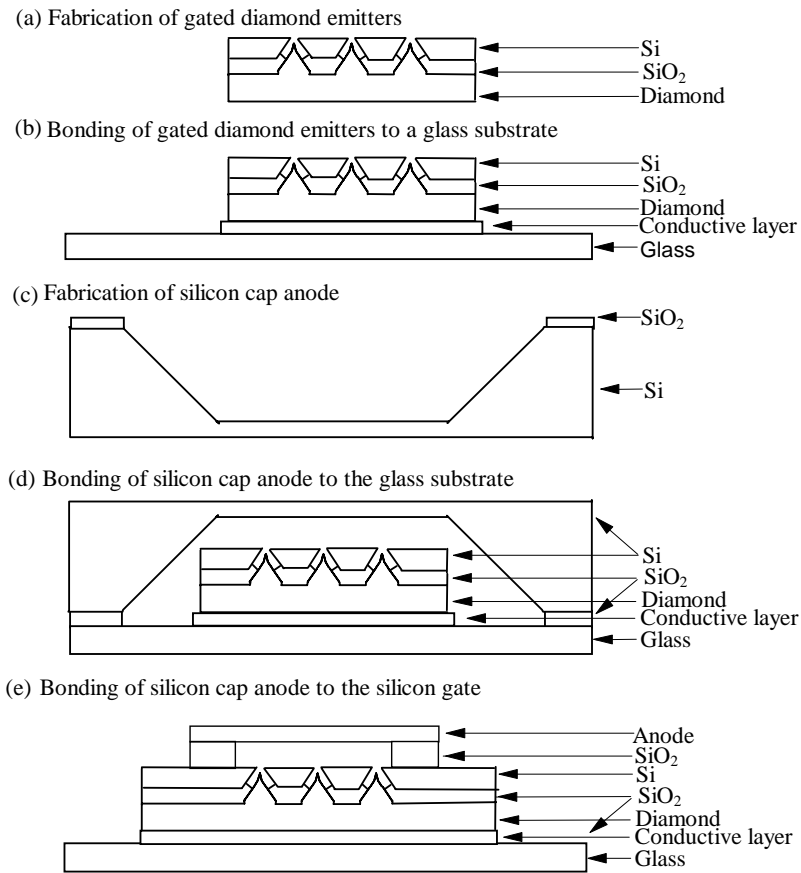 (a) Fabrication of gated diamond emitters
Si
SiO₂
Diamond
(b) Bonding of gated diamond emitters to a glass substrate
Si
SiO₂
Diamond
Conductive layer
Glass
(c) Fabrication of silicon cap anode
SiO₂
Si
(d) Bonding of silicon cap anode to the glass substrate
Si
SiO₂
Diamond
Conductive layer
Glass
(e) Bonding of silicon cap anode to the silicon gate
Anode
SiO₂
Si
SiO₂
Diamond
Conductive layer
Glass